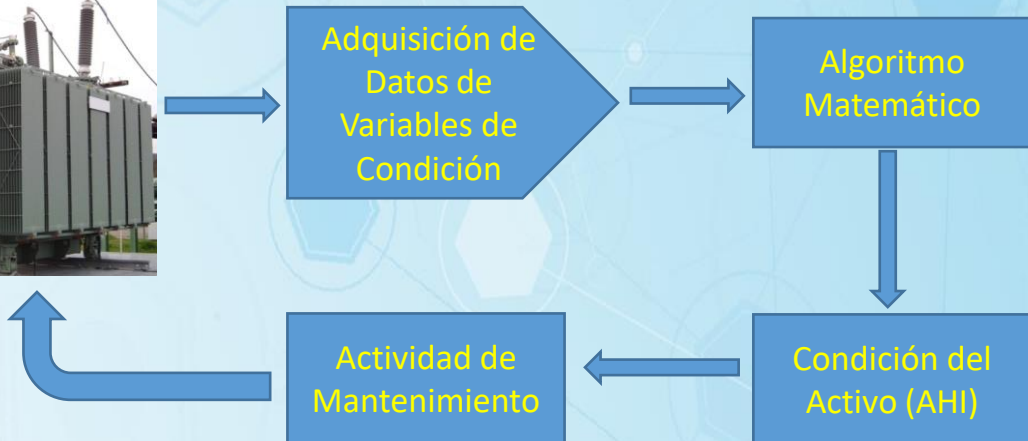 Adquisición de
Datos de
Variables de
Condición
Algoritmo
Matemático
Condición del
Activo (AHI)
Actividad de
Mantenimiento